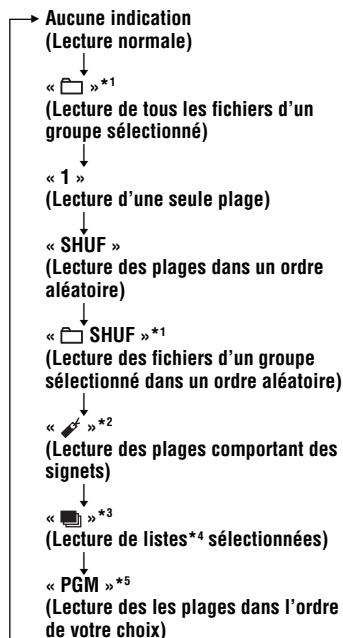 Aucune indication
(Lecture normale)
« »*1
(Lecture de tous les fichiers d'un
groupe sélectionné)
« 1 »
(Lecture d'une seule plage)
« SHUF »
(Lecture des plages dans un ordre
aléatoire)
« SHUF »*1
(Lecture des fichiers d'un groupe
sélectionné dans un ordre aléatoire)
« »*2
(Lecture des plages comportant des
signets)
« »*3
(Lecture de listes*4 sélectionnées)
« PGM »*5
(Lecture des les plages dans l'ordre
de votre choix)